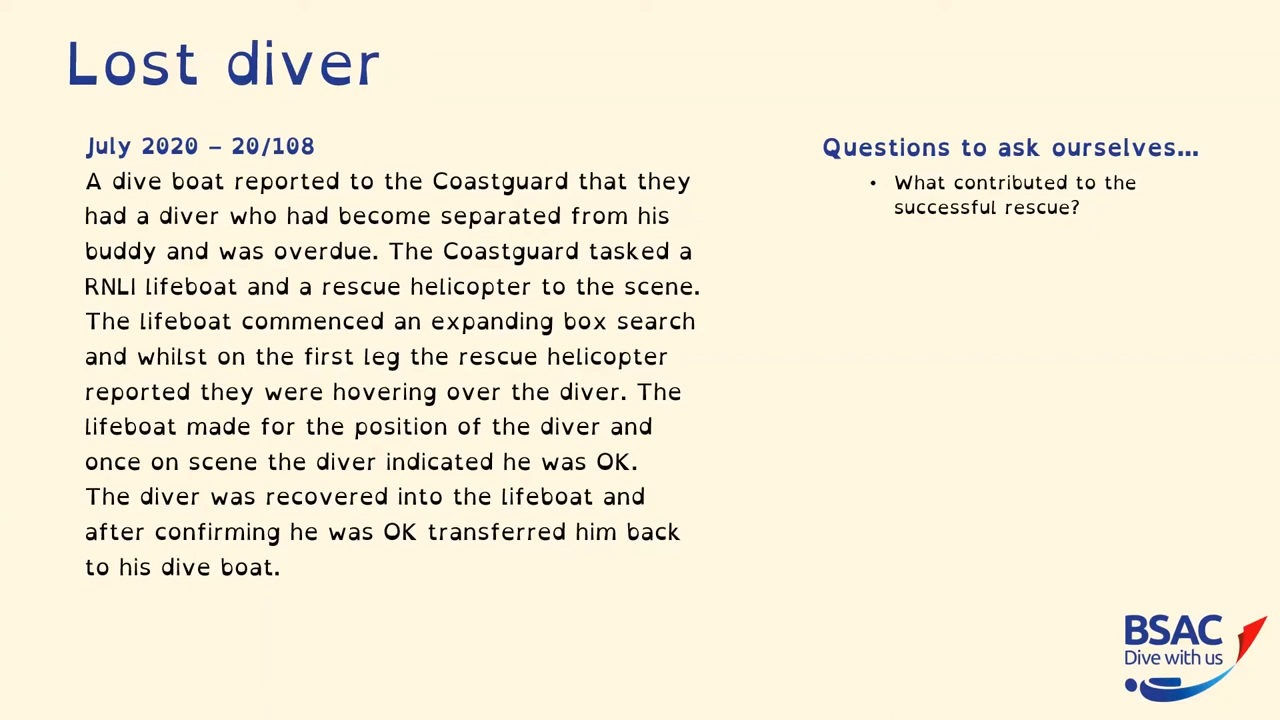 Lost diver
July 2020 – 20/108
A dive boat reported to the Coastguard that they
had a diver who had become separated from his
buddy and was overdue. The Coastguard tasked a
RNLI lifeboat and a rescue helicopter to the scene.
The lifeboat commenced an expanding box search
and whilst on the first leg the rescue helicopter
reported they were hovering over the diver. The
lifeboat made for the position of the diver and
once on scene the diver indicated he was OK.
The diver was recovered into the lifeboat and
after confirming he was OK transferred him back
to his dive boat.
Questions to ask ourselves...
• What contributed to the
successful rescue?
BSAC
Dive with us